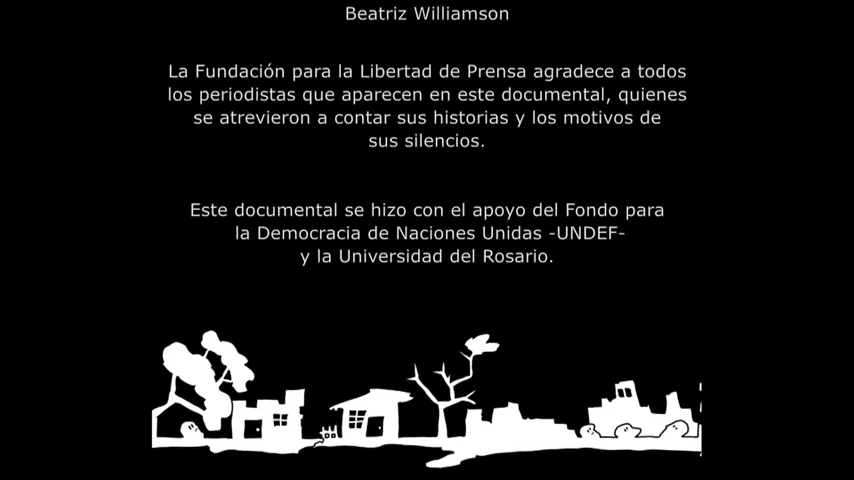 Beatriz Williamson
La Fundación para la Libertad de Prensa agradece a todos
los periodistas que aparecen en este documental, quienes
se atrevieron a contar sus historias y los motivos de
sus silencios.
Este documental se hizo con el apoyo del Fondo para
la Democracia de Naciones Unidas -UNDEF-
y la Universidad del Rosario.